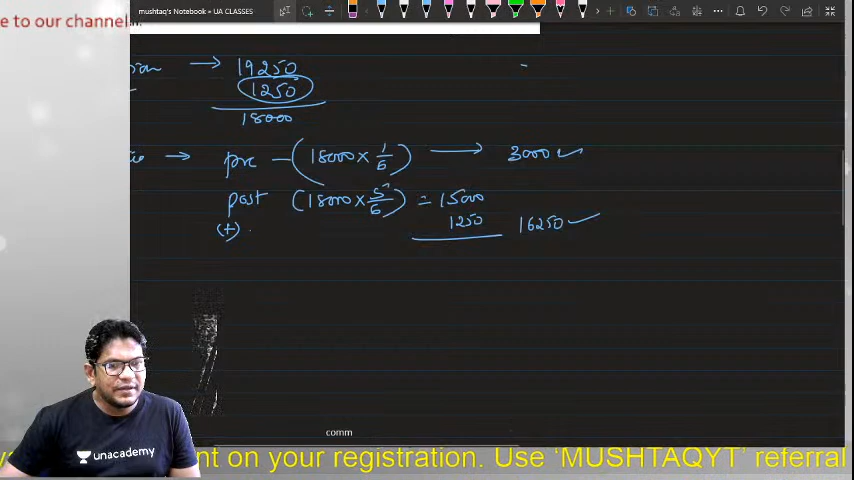 e to our channel
mushtaq's Notebook » UA CLASSES
→ 19250
1250
18000
→ pre — (18000 × 1/6) → 3000 ✓
post (18000 × 5/6) = 15000
(+) 1250 16250 ✓
comm
unacademy
nt on your registration. Use ‘MUSHTAQYT’ referral